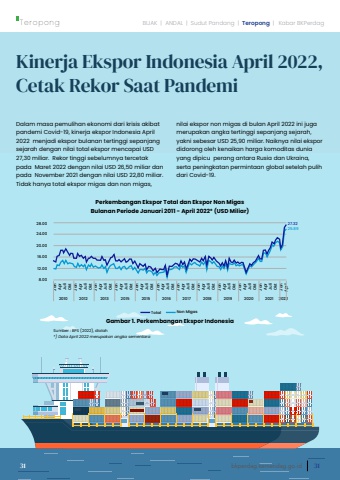 Teropong
BIJAK | ANDAL | Sudut Pandang | Teropong | Kabar BKPerdag
Kinerja Ekspor Indonesia April 2022,
Cetak Rekor Saat Pandemi
Dalam masa pemulihan ekonomi dari krisis akibat
pandemi Covid-19, kinerja ekspor Indonesia April
2022 menjadi ekspor bulanan tertinggi sepanjang
sejarah dengan nilai total ekspor mencapai USD
27,30 miliar. Rekor tinggi sebelumnya tercetak
pada Maret 2022 dengan nilai USD 26,50 miliar dan
pada November 2021 dengan nilai USD 22,80 miliar.
Tidak hanya total ekspor migas dan non migas,
nilai ekspor non migas di bulan April 2022 ini juga
merupakan angka tertinggi sepanjang sejarah,
yakni sebesar USD 25,90 miliar. Naiknya nilai ekspor
didorong oleh kenaikan harga komoditas dunia
yang dipicu perang antara Rusia dan Ukraina,
serta peningkatan permintaan global setelah pulih
dari Covid-19.
Perkembangan Ekspor Total dan Ekspor Non Migas
Bulanan Periode Januari 2011 - April 2022* (USD Miliar)
28.00
24.00
20.00
16.00
12.00
8.00
27.32
2011 2012 2013 2014 2015 2016 2017 2018 2019 2020 2021 2022
Total Non Migas
Gambar 1. Perkembangan Ekspor Indonesia
Sumber: BPS (2022), diolah
*) Data April 2022 merupakan angka sementara
31
31